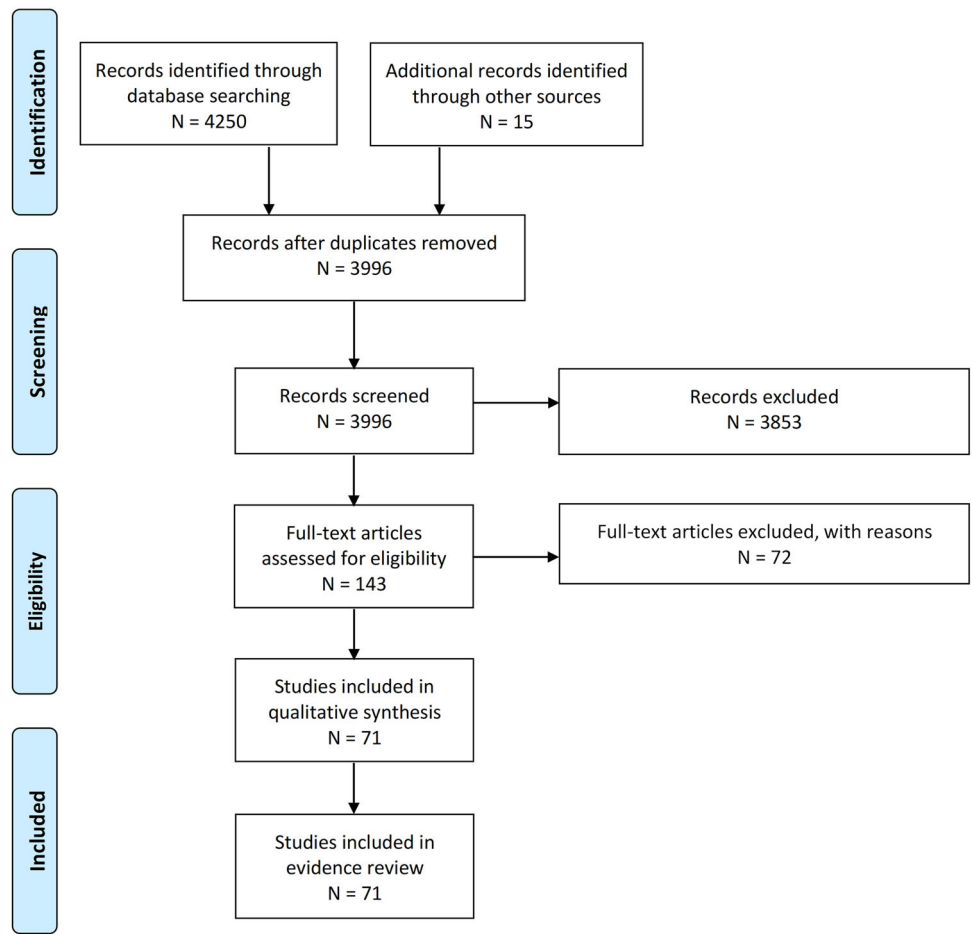 Identification
Records identified through
database searching
N = 4250
Additional records identified
through other sources
N = 15
Records after duplicates removed
N = 3996
Screening
Records screened
N = 3996
Records excluded
N = 3853
Eligibility
Full-text articles
assessed for eligibility
N = 143
Full-text articles excluded, with reasons
N = 72
Studies included in
qualitative synthesis
N = 71
Included
Studies included in
evidence review
N = 71